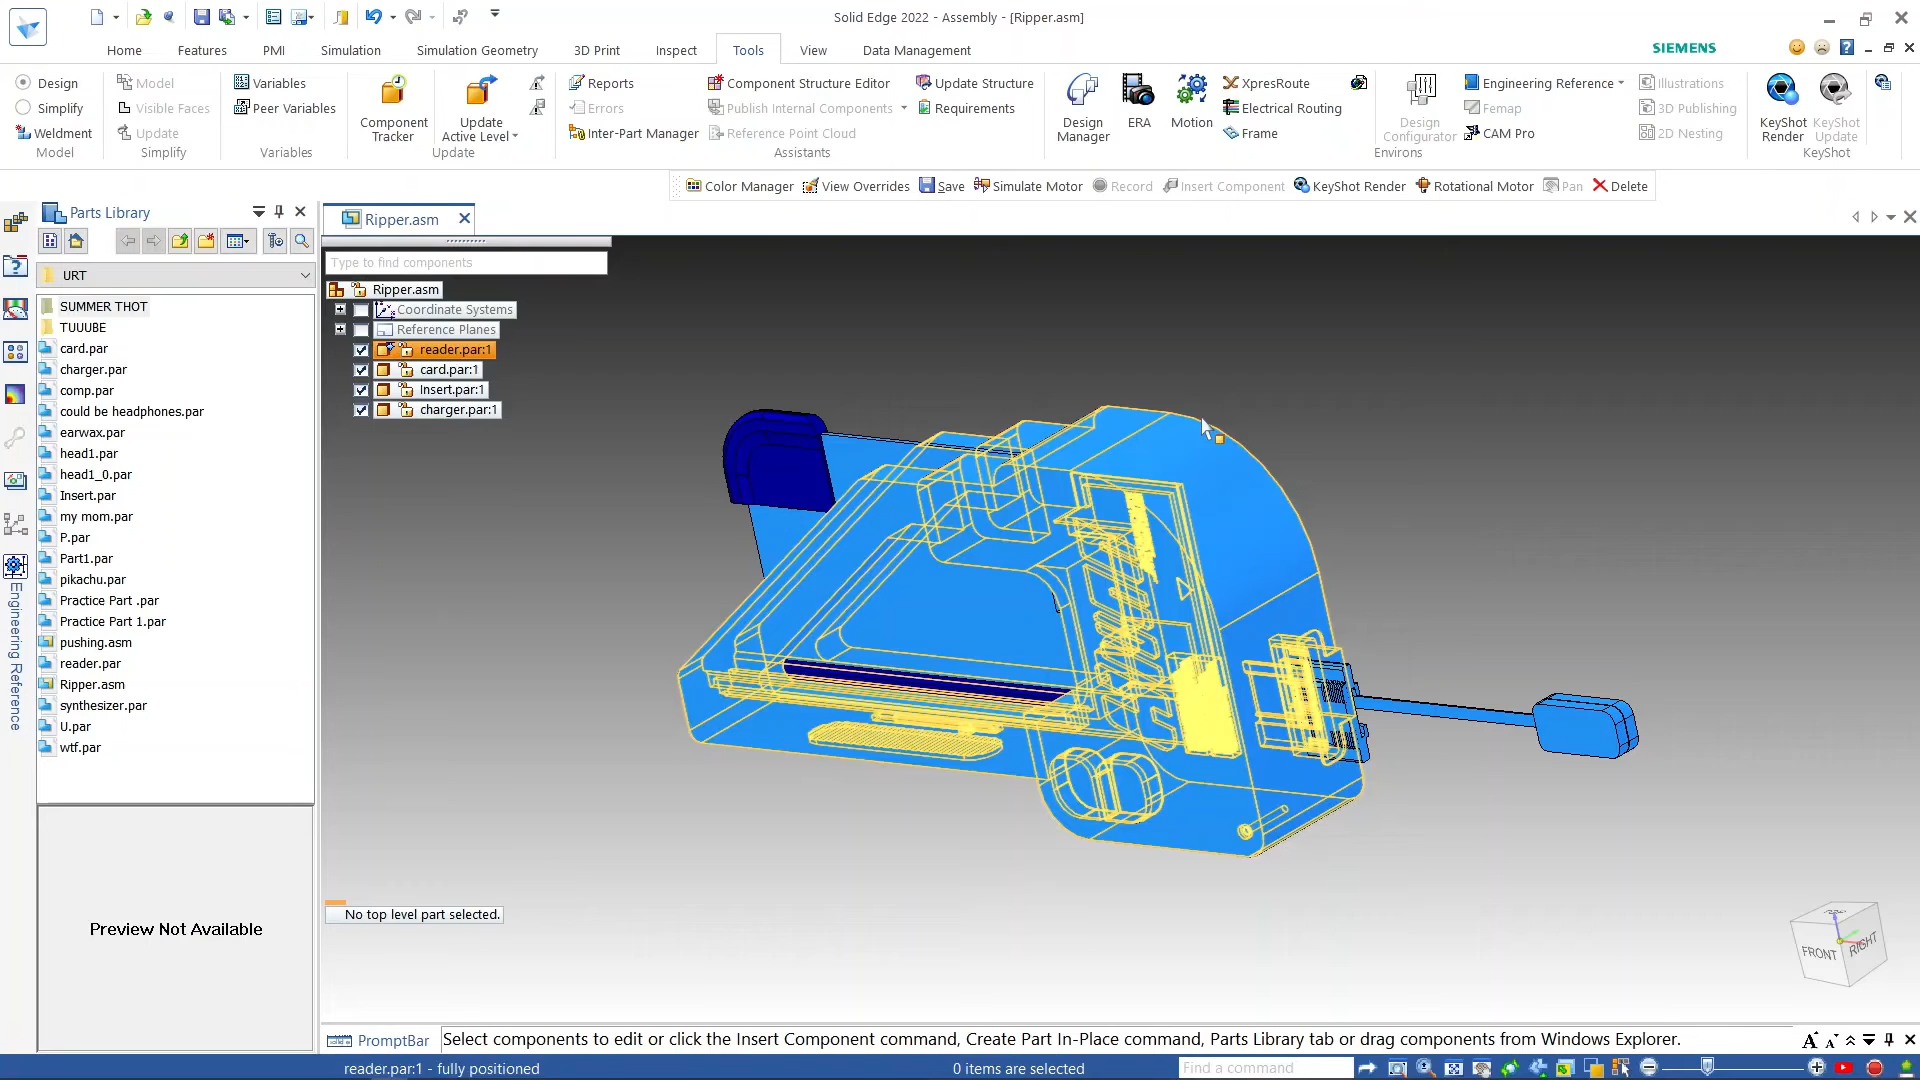 Solid Edge 2022 - Assembly - [Ripper.asm]
Home Features PMI Simulation Simulation Geometry 3D Print Inspect Tools View Data Management
SIEMENS
Design
Simplify
Weldment
Model
Model
Visible Faces
Update
Simplify
Variables
Peer Variables
Variables
Component Tracker
Update Active Level
Update
Reports
Errors
Inter-Part Manager
Component Structure Editor
Publish Internal Components
Reference Point Cloud
Update Structure
Requirements
Assistants
Design Manager
ERA
Motion
XpresRoute
Electrical Routing
Frame
Design Configurator
Engineering Reference
Femap
CAM Pro
Environs
Illustrations
3D Publishing
2D Nesting
KeyShot Render
KeyShot Update
KeyShot
Color Manager View Overrides Save Simulate Motor Record Insert Component KeyShot Render Rotational Motor Pan Delete
Parts Library
URT
SUMMER THOT
TUUUBE
card.par
charger.par
comp.par
could be headphones.par
earwax.par
head1.par
head1_0.par
Insert.par
my mom.par
P.par
Part1.par
pikachu.par
Practice Part .par
Practice Part 1.par
pushing.asm
reader.par
Ripper.asm
synthesizer.par
U.par
wtf.par
Engineering Reference
Preview Not Available
Ripper.asm
Type to find components
Ripper.asm
Coordinate Systems
Reference Planes
reader.par:1
card.par:1
Insert.par:1
charger.par:1
No top level part selected.
FRONT
RIGHT
PromptBar
Select components to edit or click the Insert Component command, Create Part In-Place command, Parts Library tab or drag components from Windows Explorer.
reader.par:1 - fully positioned
0 items are selected
Find a command